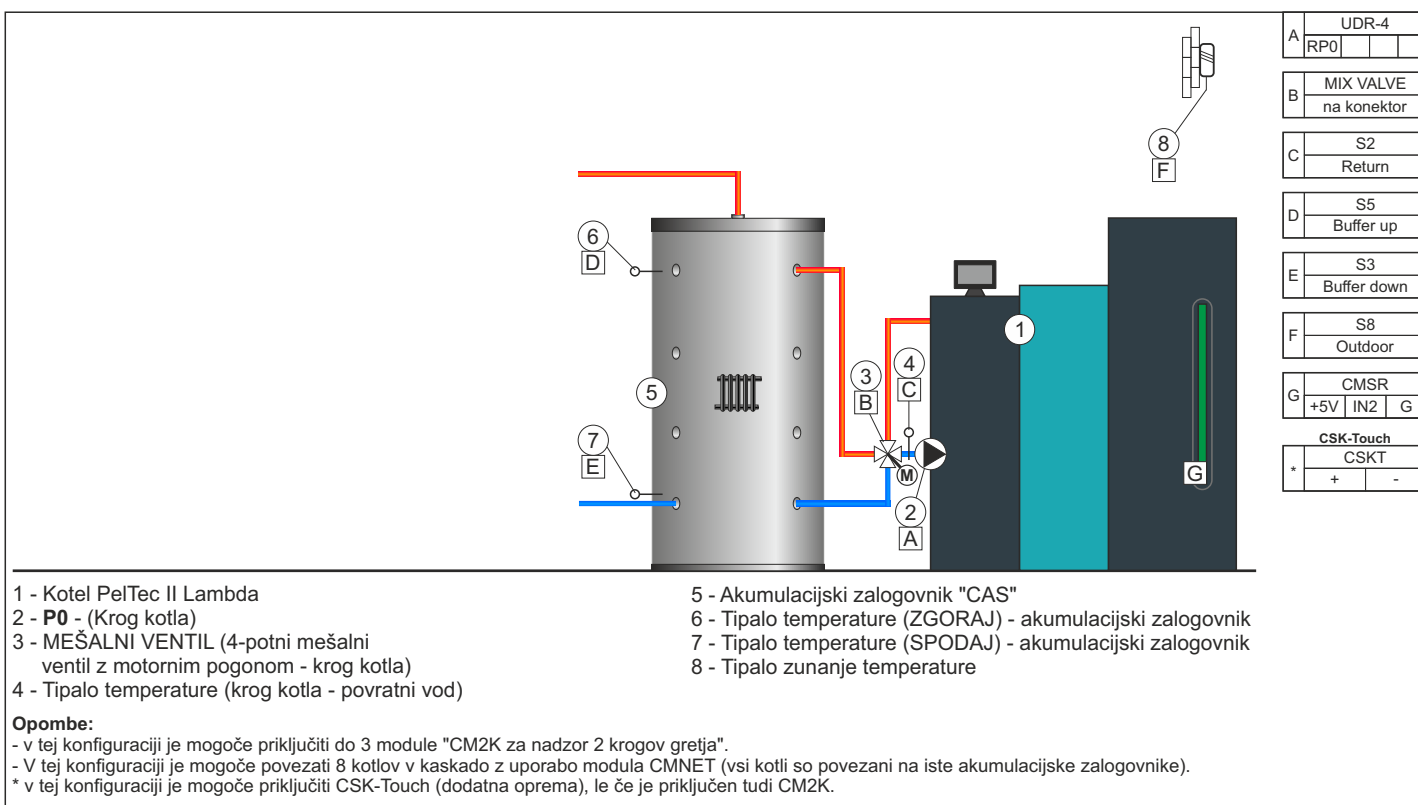 8
F
6
D
1
4
C
3
B
5
7
E
M
G
2
A
A UDR-4
RP0
B MIX VALVE
na konektor
C S2
Return
D S5
Buffer up
E S3
Buffer down
F S8
Outdoor
G CMSR
+5V IN2 G
CSK-Touch
* CSKT
+ -
1 - Kotel PelTec II Lambda
2 - P0 - (Krog kotla)
3 - MEŠALNI VENTIL (4-potni mešalni
ventil z motornim pogonom - krog kotla)
4 - Tipalo temperature (krog kotla - povratni vod)
5 - Akumulacijski zalogovnik "CAS"
6 - Tipalo temperature (ZGORAJ) - akumulacijski zalogovnik
7 - Tipalo temperature (SPODAJ) - akumulacijski zalogovnik
8 - Tipalo zunanje temperature
Opombe:
- v tej konfiguraciji je mogoče priključiti do 3 module "CM2K za nadzor 2 krogov gretja".
- V tej konfiguraciji je mogoče povezati 8 kotlov v kaskado z uporabo modula CMNET (vsi kotli so povezani na iste akumulacijske zalogovnike).
* v tej konfiguraciji je mogoče priključiti CSK-Touch (dodatna oprema), le če je priključen tudi CM2K.